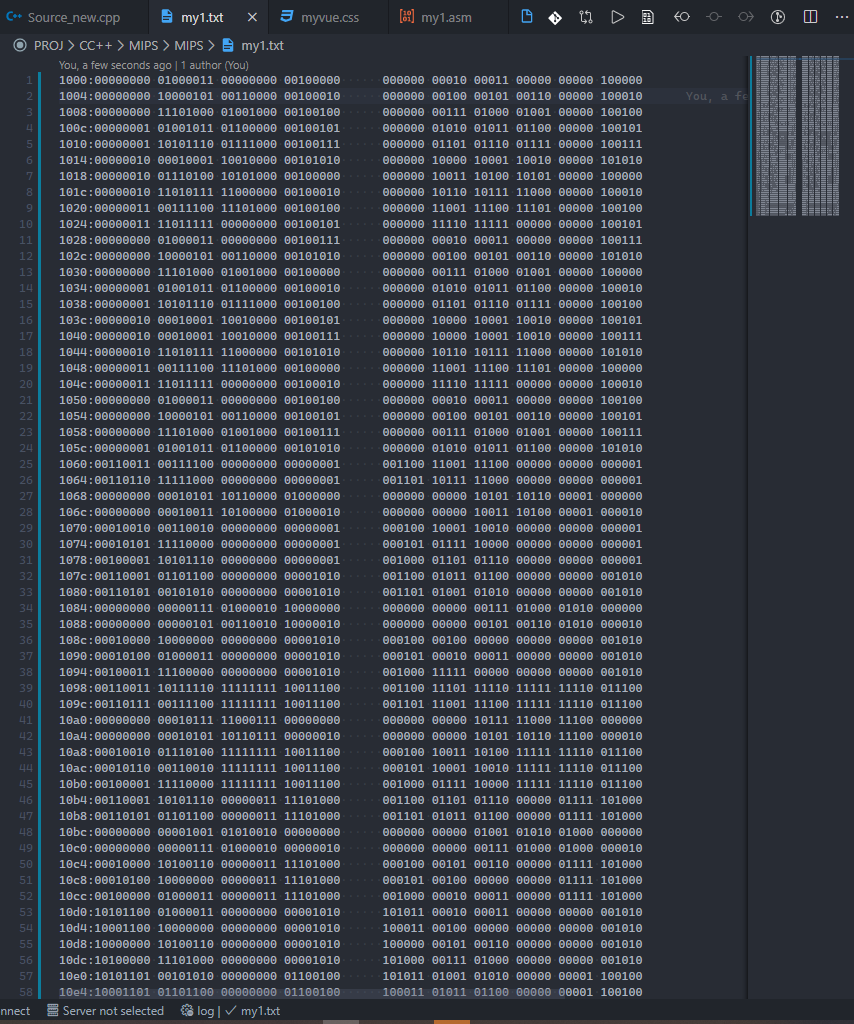 Source_new.cpp my1.txt myvue.css my1.asm
PROJ > CC++ > MIPS > MIPS > my1.txt
You, a few seconds ago | 1 author (You)
1 1000:00000000 01000011 00000000 00100000 000000 00010 00011 00000 00000 100000
2 1004:00000000 10000101 00110000 00100010 000000 00100 00101 00110 00000 100010 You, a fe
3 1008:00000000 11101000 01001000 00100100 000000 00111 01000 01001 00000 100100
4 100c:00000001 01001011 01100000 00100101 000000 01010 01011 01100 00000 100101
5 1010:00000001 10101110 01111000 00100111 000000 01101 01110 01111 00000 100111
6 1014:00000010 00010001 10010000 00101010 000000 10000 10001 10010 00000 101010
7 1018:00000010 01110100 10101000 00100000 000000 10011 10100 10101 00000 100000
8 101c:00000010 11010111 11000000 00100010 000000 10110 10111 11000 00000 100010
9 1020:00000011 00111100 11101000 00100100 000000 11001 11100 11101 00000 100100
10 1024:00000011 11011111 00000000 00100101 000000 11110 11111 00000 00000 100101
11 1028:00000000 01000011 00000000 00100111 000000 00010 00011 00000 00000 100111
12 102c:00000000 10000101 00110000 00101010 000000 00100 00101 00110 00000 101010
13 1030:00000000 11101000 01001000 00100000 000000 00111 01000 01001 00000 100000
14 1034:00000001 01001011 01100000 00100010 000000 01010 01011 01100 00000 100010
15 1038:00000001 10101110 01111000 00100100 000000 01101 01110 01111 00000 100100
16 103c:00000010 00010001 10010000 00100101 000000 10000 10001 10010 00000 100101
17 1040:00000010 00010001 10010000 00100111 000000 10000 10001 10010 00000 100111
18 1044:00000010 11010111 11000000 00101010 000000 10110 10111 11000 00000 101010
19 1048:00000011 00111100 11101000 00100000 000000 11001 11100 11101 00000 100000
20 104c:00000011 11011111 00000000 00100010 000000 11110 11111 00000 00000 100010
21 1050:00000000 01000011 00000000 00100100 000000 00010 00011 00000 00000 100100
22 1054:00000000 10000101 00110000 00100101 000000 00100 00101 00110 00000 100101
23 1058:00000000 11101000 01001000 00100111 000000 00111 01000 01001 00000 100111
24 105c:00000001 01001011 01100000 00101010 000000 01010 01011 01100 00000 101010
25 1060:00110011 00111100 00000000 00000001 001100 11001 11100 00000 00000 000001
26 1064:00110110 11111000 00000000 00000001 001101 10111 11000 00000 00000 000001
27 1068:00000000 00010101 10110000 01000000 000000 00000 10101 10110 00001 000000
28 106c:00000000 00010011 10100000 01000010 000000 00000 10011 10100 00001 000010
29 1070:00010010 00110010 00000000 00000001 000100 10001 10010 00000 00000 000001
30 1074:00010101 11110000 00000000 00000001 000101 01111 10000 00000 00000 000001
31 1078:00100001 10101110 00000000 00000001 001000 01101 01110 00000 00000 000001
32 107c:00110001 01101100 00000000 00001010 001100 01011 01100 00000 00000 001010
33 1080:00110101 00101010 00000000 00001010 001101 01001 01010 00000 00000 001010
34 1084:00000000 00000111 01000010 10000000 000000 00000 00111 01000 01010 000000
35 1088:00000000 00000101 00110010 10000010 000000 00000 00101 00110 01010 000010
36 108c:00010000 10000000 00000000 00001010 000100 00100 00000 00000 00000 001010
37 1090:00010100 01000011 00000000 00001010 000101 00010 00011 00000 00000 001010
38 1094:00100011 11100000 00000000 00001010 001000 11111 00000 00000 00000 001010
39 1098:00110011 10111110 11111111 10011100 001100 11101 11110 11111 11110 011100
40 109c:00110111 00111100 11111111 10011100 001101 11001 11100 11111 11110 011100
41 10a0:00000000 00010111 11000111 00000000 000000 00000 10111 11000 11100 000000
42 10a4:00000000 00010101 10110111 00000010 000000 00000 10101 10110 11100 000010
43 10a8:00010010 01110100 11111111 10011100 000100 10011 10100 11111 11110 011100
44 10ac:00010110 00110010 11111111 10011100 000101 10001 10010 11111 11110 011100
45 10b0:00100001 11110000 11111111 10011100 001000 01111 10000 11111 11110 011100
46 10b4:00110001 10101110 00000011 11101000 001100 01101 01110 00000 01111 101000
47 10b8:00110101 01101100 00000011 11101000 001101 01011 01100 00000 01111 101000
48 10bc:00000000 00001001 01010010 00000000 000000 00000 01001 01010 01000 000000
49 10c0:00000000 00000111 01000010 00000010 000000 00000 00111 01000 01000 000010
50 10c4:00010000 10100110 00000011 11101000 000100 00101 00110 00000 01111 101000
51 10c8:00010100 10000000 00000011 11101000 000101 00100 00000 00000 01111 101000
52 10cc:00100000 01000011 00000011 11101000 001000 00010 00011 00000 01111 101000
53 10d0:10101100 01000011 00000000 00001010 101011 00010 00011 00000 00000 001010
54 10d4:10001100 10000000 00000000 00001010 100011 00100 00000 00000 00000 001010
55 10d8:10000000 10100110 00000000 00001010 100000 00101 00110 00000 00000 001010
56 10dc:10100000 11101000 00000000 00001010 101000 00111 01000 00000 00000 001010
57 10e0:10101101 00101010 00000000 01100100 101011 01001 01010 00000 00001 100100
58 10e4:10001101 01101100 00000000 01100100 100011 01011 01100 00000 00001 100100
nnect Server not selected log | my1.txt